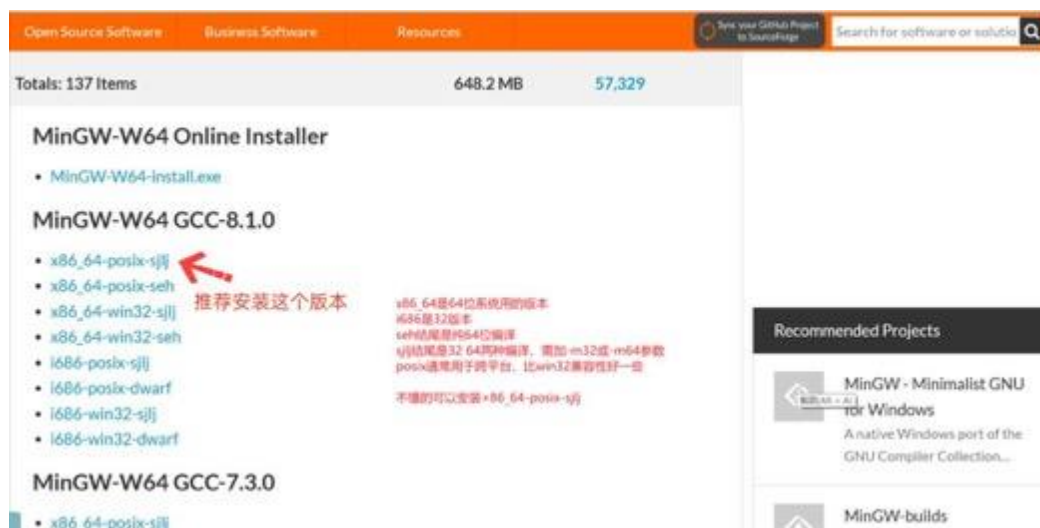 Open Source Software
Business Software
Resources
Sync your GitHub Project
to SourceForge
Search for software or solutio
Totals: 137 Items
648.2 MB
57,329
MinGW-W64 Online Installer
• MinGW-W64-install.exe
MinGW-W64 GCC-8.1.0
• x86_64-posix-sjlj
• x86_64-posix-seh
• x86_64-win32-sjlj
• x86_64-win32-seh
• i686-posix-sjlj
• i686-posix-dwarf
• i686-win32-sjlj
• i686-win32-dwarf
推荐安装这个版本
x86_64是64位系统用的版本
i686是32版本
seh结尾是纯64位编译
sjlj结尾是32 64两种编译，需加-m32或-m64参数
posix通常用于跨平台，比win32兼容性好一些
不懂的可以安装x86_64-posix-sjlj
MinGW-W64 GCC-7.3.0
• x86_64-posix-sjlj
Recommended Projects
MinGW - Minimalist GNU
for Windows
A native Windows port of the
GNU Compiler Collection...
MinGW-builds